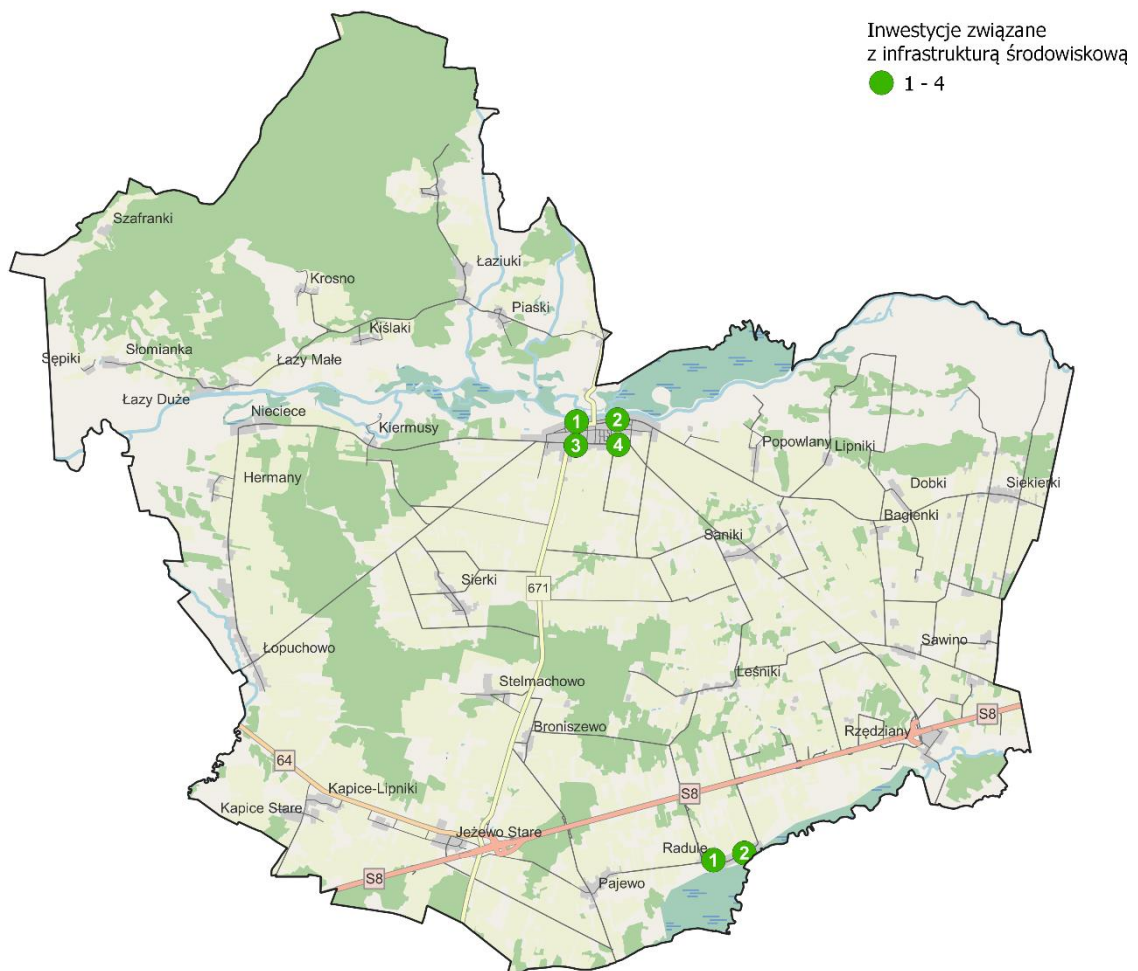 Inwestycje związane
z infrastrukturą środowiskową
1 - 4
Szafranki
Łaziuki
Krosno
Piaski
Kiślaki
Słomianka
Sępiki
Łazy Małe
Łazy Duże
Nieciece
Kiermusy
1
2
3
4
Popowlany
Lipniki
Hermany
Dobki
Siekierki
Bagienki
Saniki
Sierki
671
Sawino
Łopuchowo
Leśniki
Stelmachowo
S8
Broniszewo
Rzędziany
64
Kapice-Lipniki
S8
Kapice Stare
Jeżewo Stare
Radule
1
2
S8
Pajewo